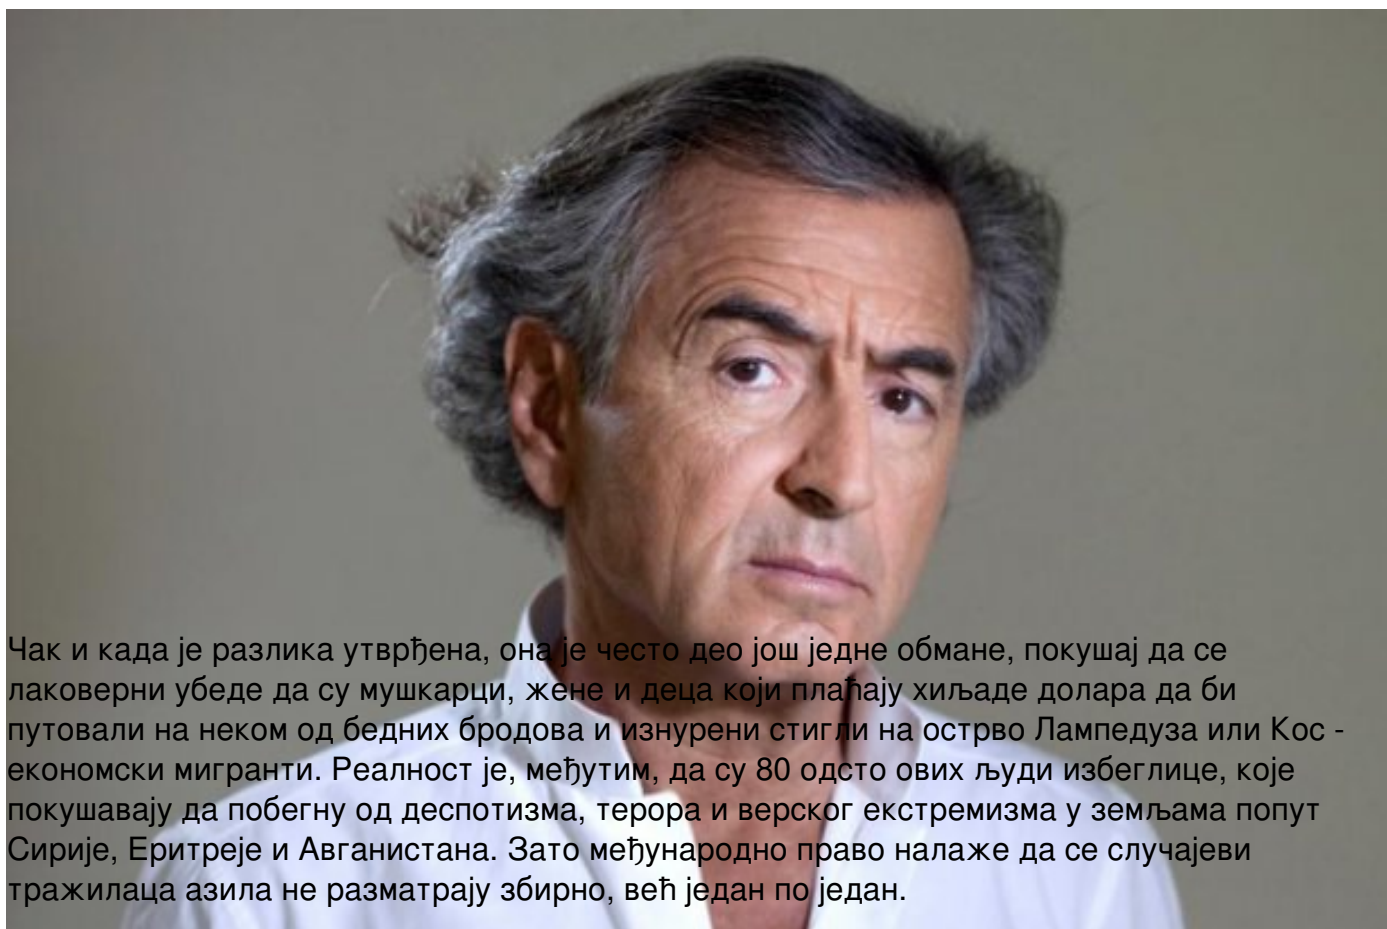 Чак и када је разлика утврђена, она је често део још једне обмане, покушај да се
лаковерни убеде да су мушкарци, жене и деца који плаћају хиљаде долара да би
путовали на неком од бедних бродова и изнурени стигли на острво Лампедуза или Кос -
економски мигранти. Реалност је, међутим, да су 80 одсто ових људи избеглице, које
покушавају да побегну од деспотизма, терора и верског екстремизма у земљама попут
Сирије, Еритреје и Авганистана. Зато међународно право налаже да се случајеви
тражилаца азила не разматрају збирно, већ један по један.